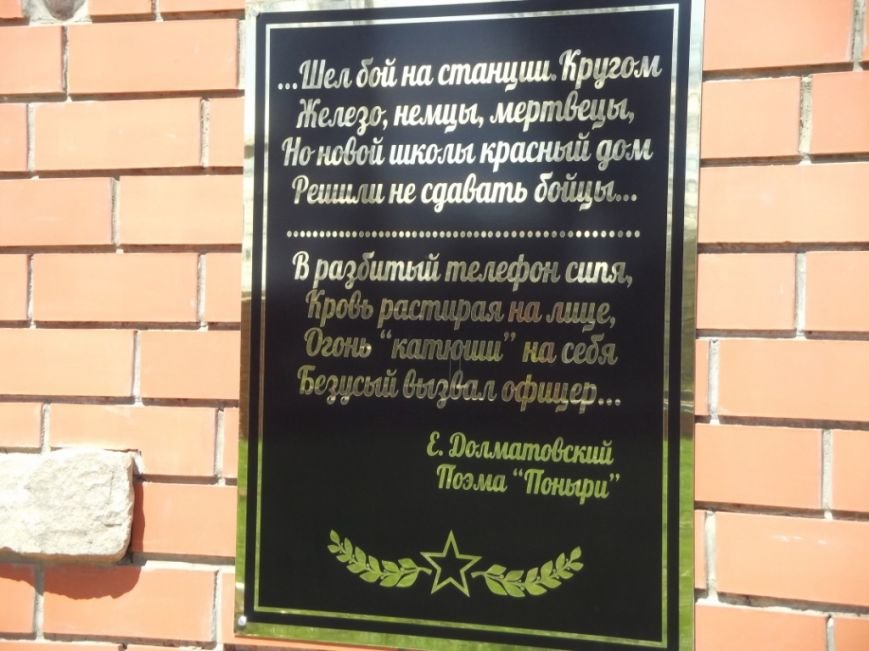 ...Шел бой на станции. Кругом
Железо, немцы, мертвецы,
Но новой школы красный дом
Решили не сдавать бойцы...
В разбитый телефон сипя,
Кровь растирая на лице,
Огонь "катюши" на себя
Безусый вызвал офицер...
Е. Долматовский
Поэма "Поныри"